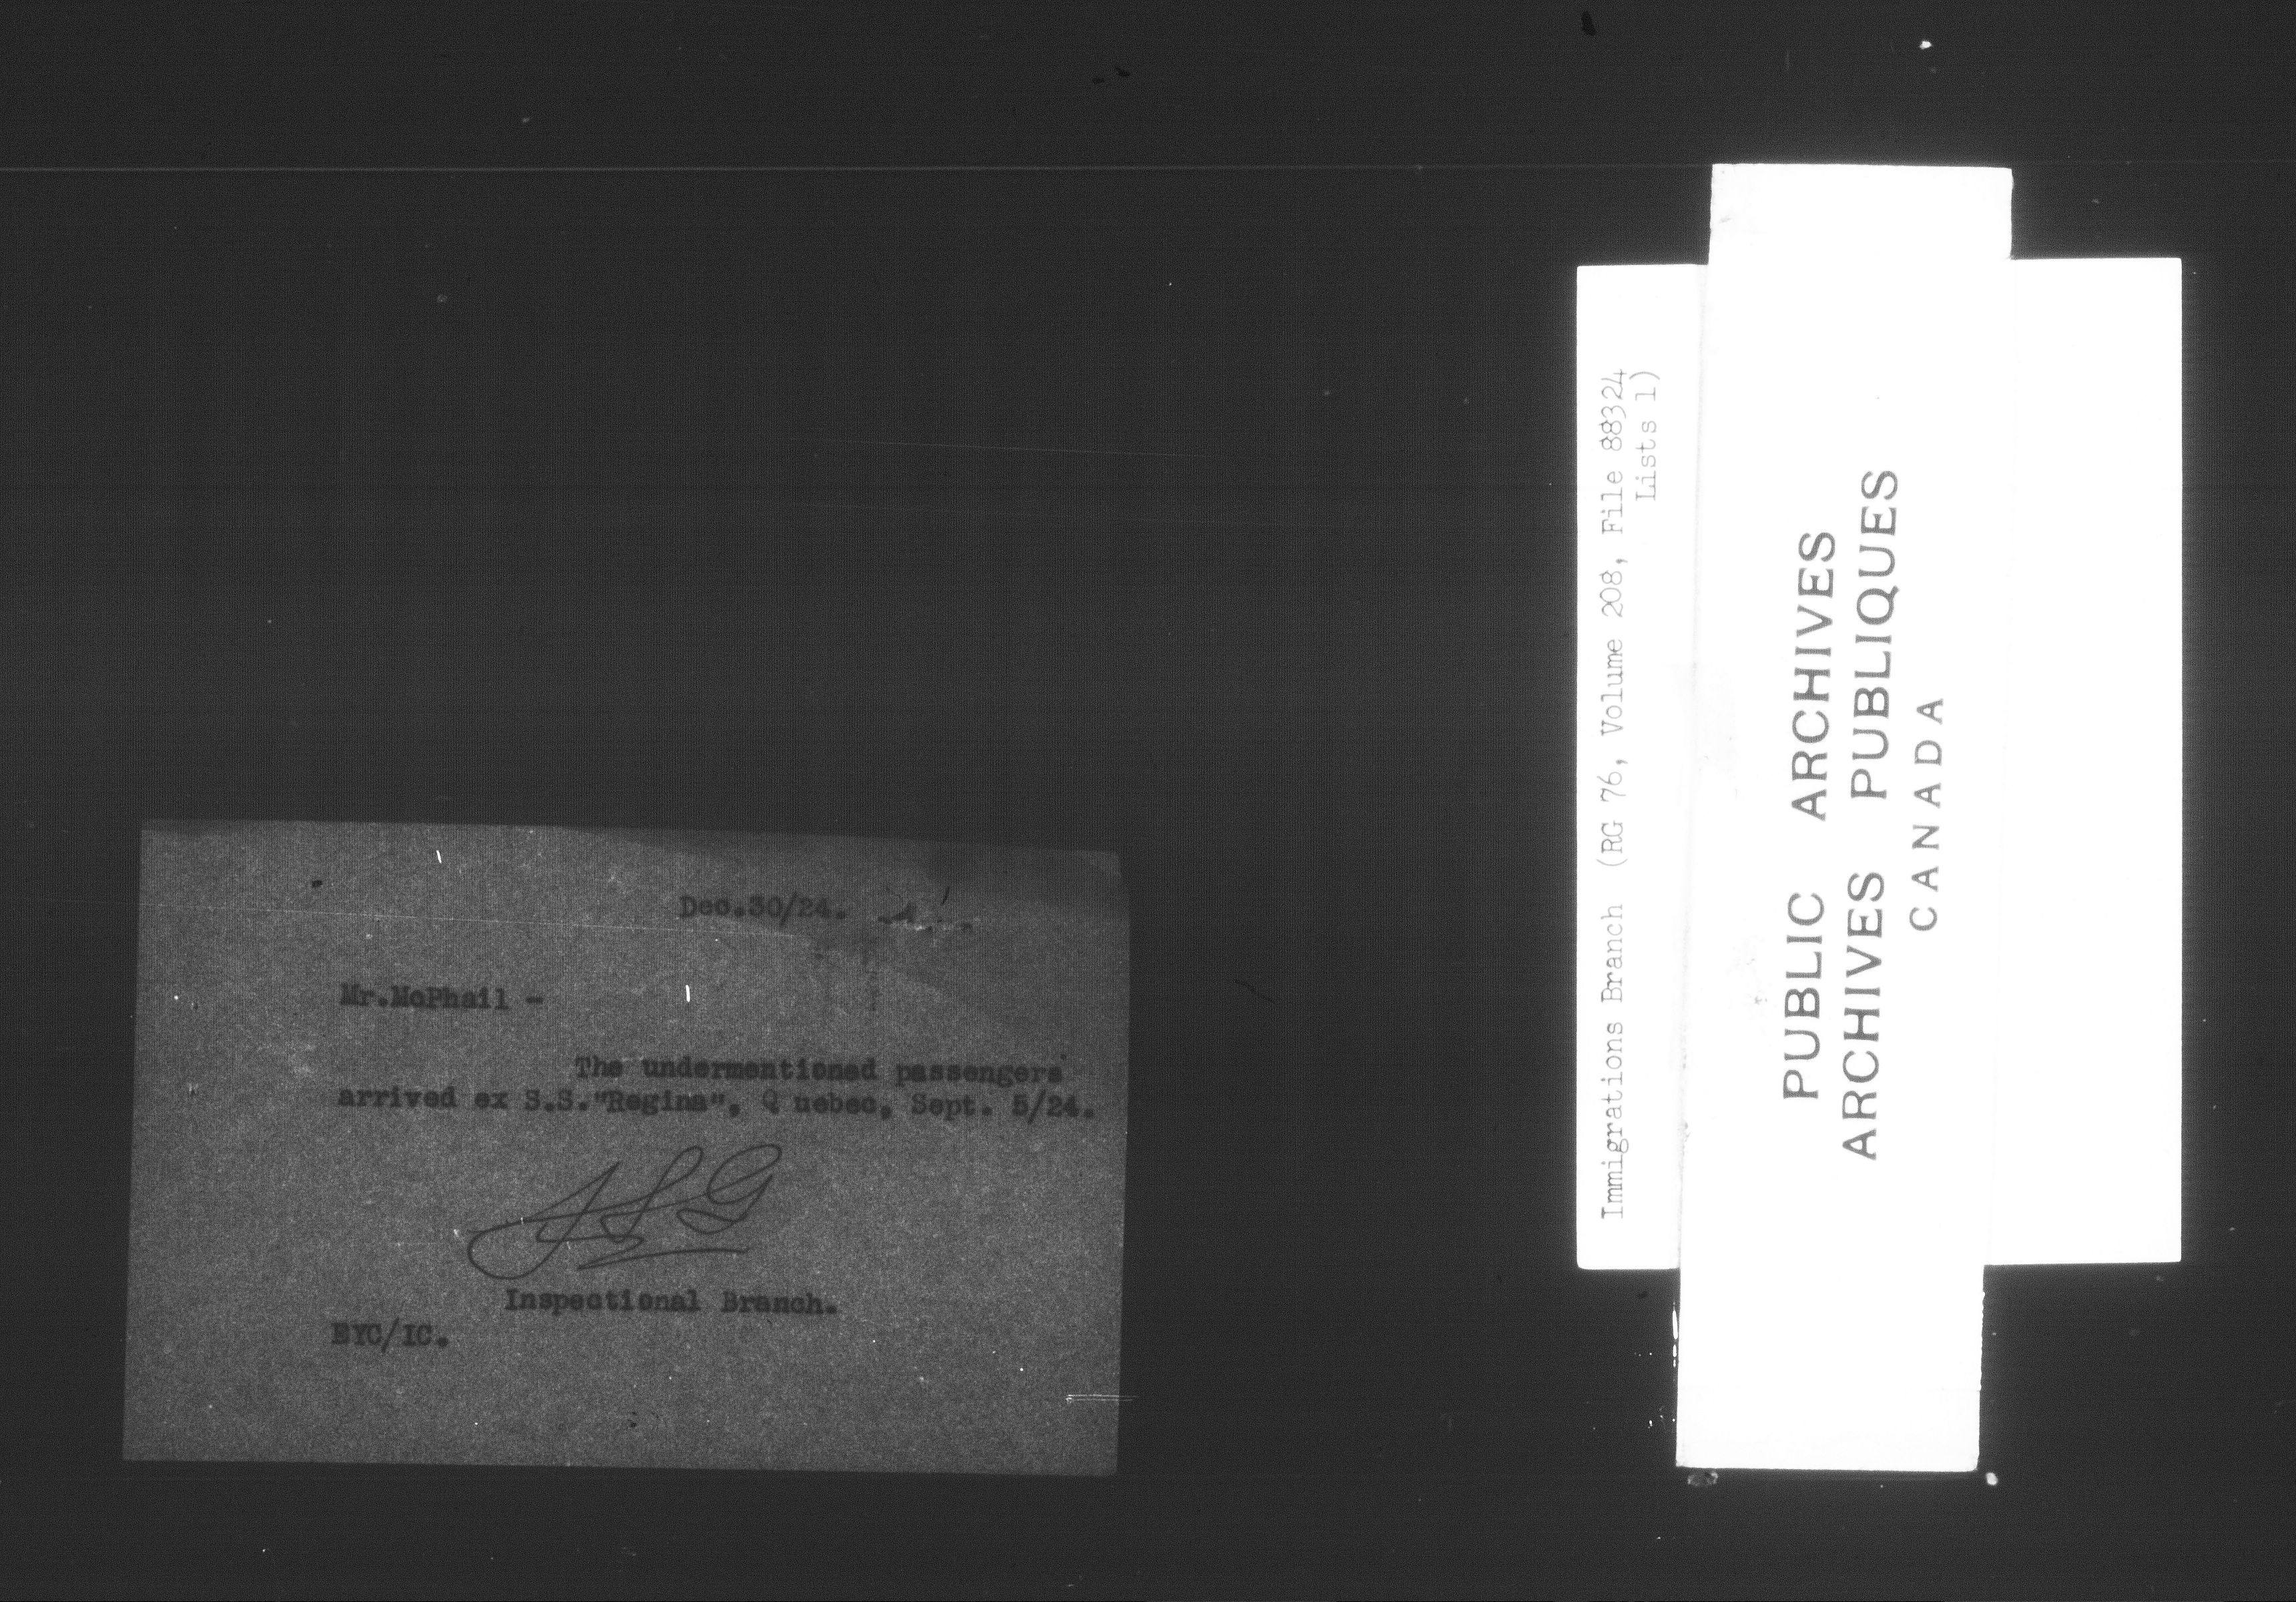 Dec.30/24.
Mr.McPhail -
The undermentioned passengers
arrived ex S.S."Regina", Q uebec, Sept. 5/24.
Inspectional Branch.
EYC/IC.
Immigrations Branch (RG 76, Volume 208, File 88324
Lists 1)
PUBLIC ARCHIVES
ARCHIVES PUBLIQUES
CANADA